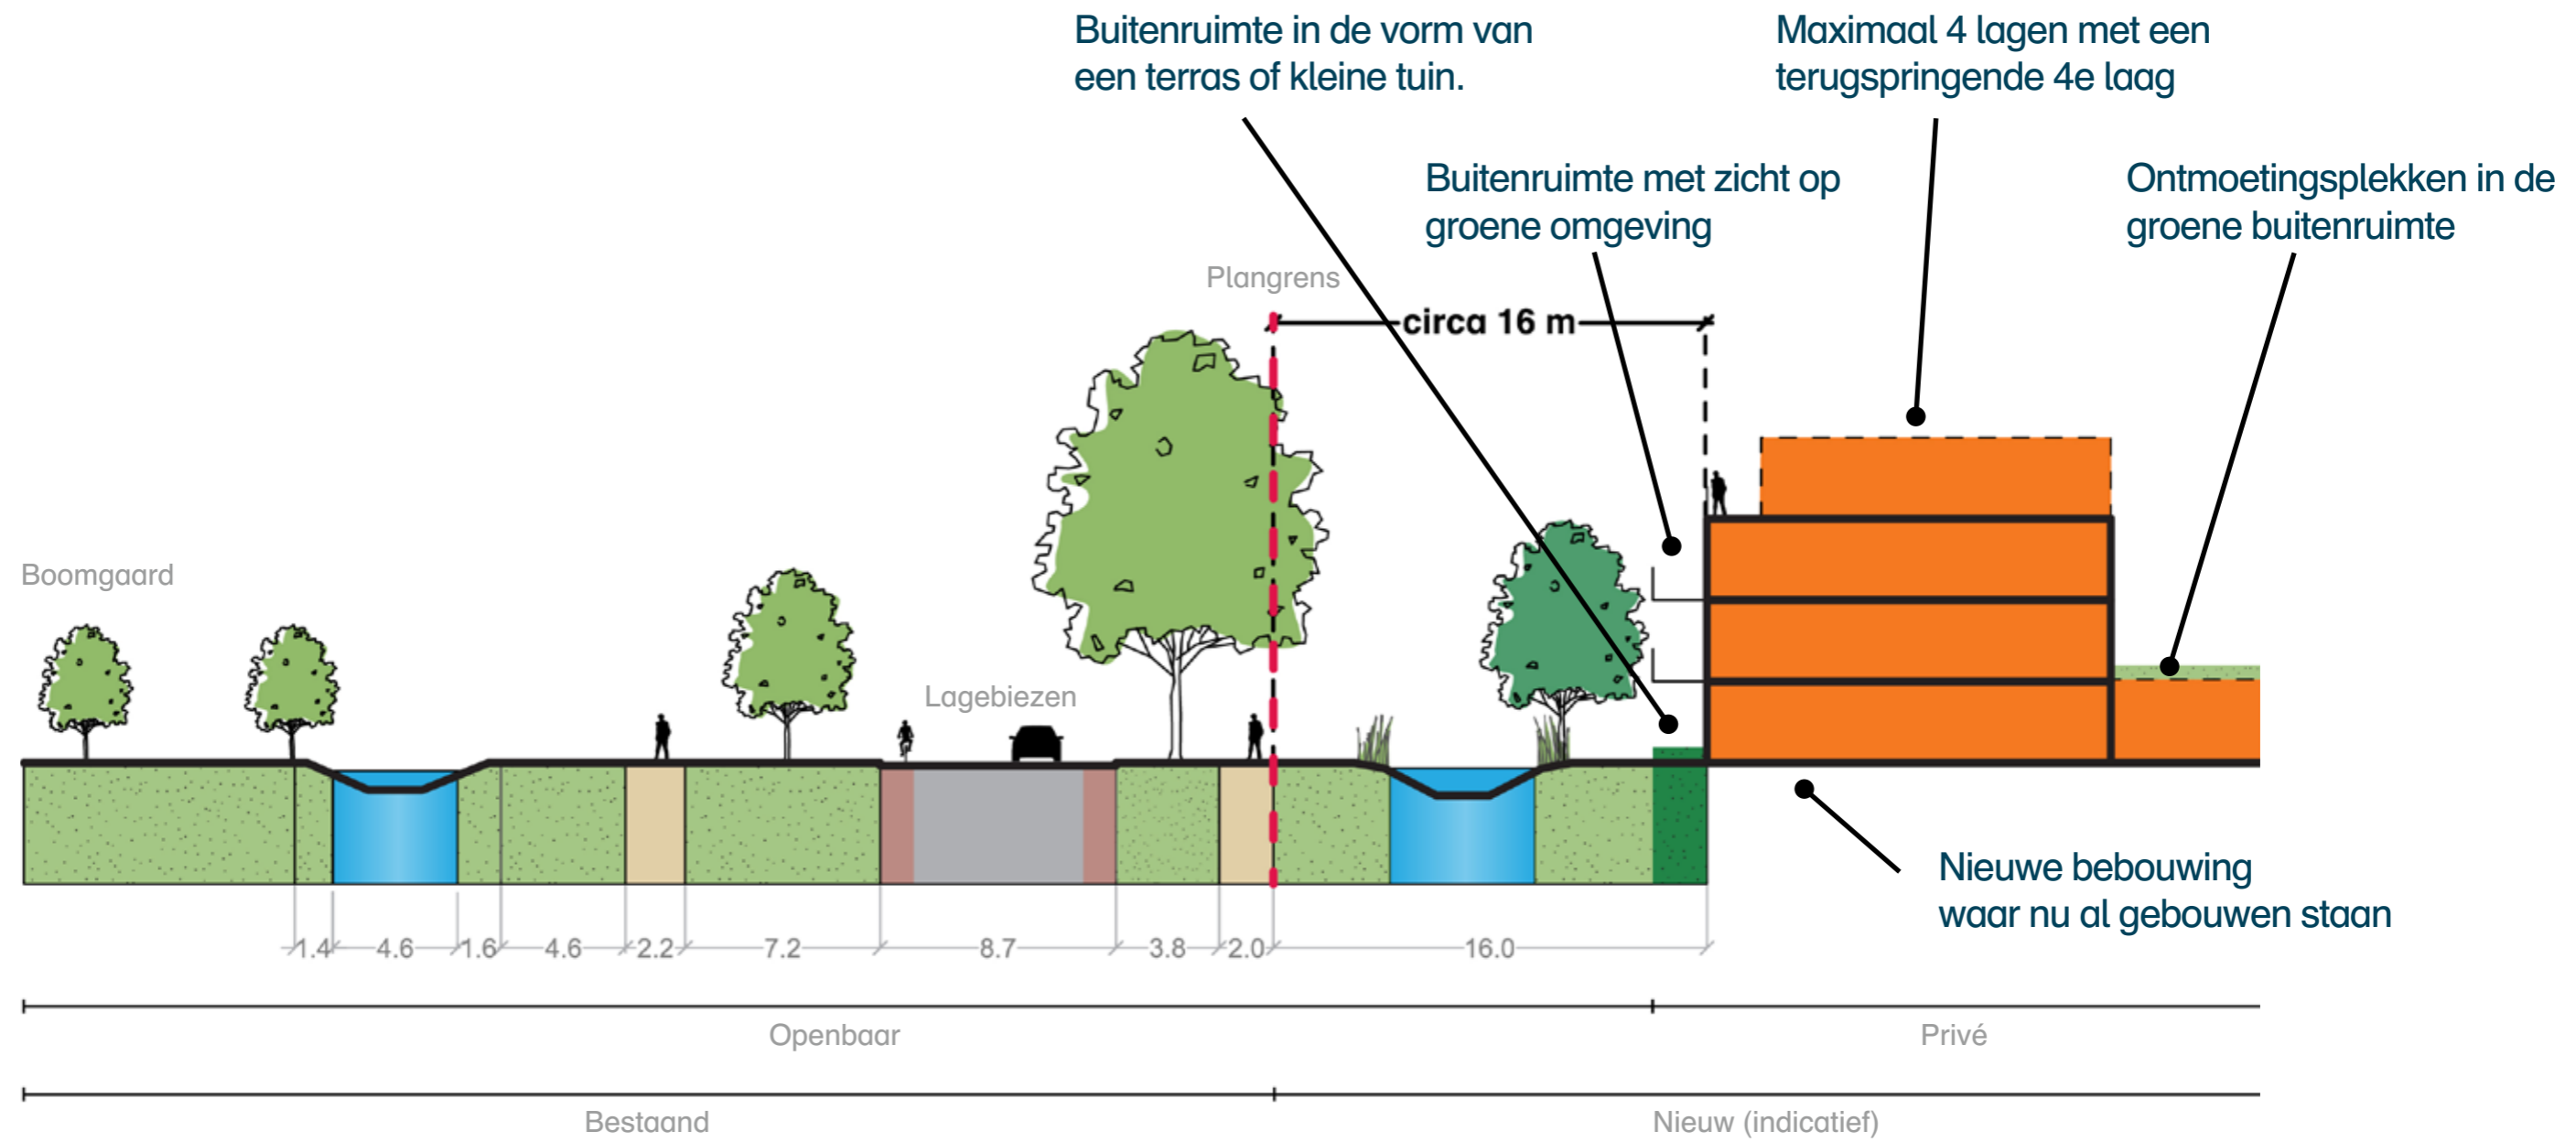 Buitenruimte in de vorm van
een terras of kleine tuin.
Maximaal 4 lagen met een
terugspringende 4e laag
Buitenruimte met zicht op
groene omgeving
Ontmoetingsplekken in de
groene buitenruimte
Plangrens
circa 16 m
Boomgaard
Lagebiezen
Nieuwe bebouwing
waar nu al gebouwen staan
1.4 4.6 1.6 4.6 2.2 7.2 8.7 3.8 2.0 16.0
Openbaar Privé
Bestaand Nieuw (indicatief)